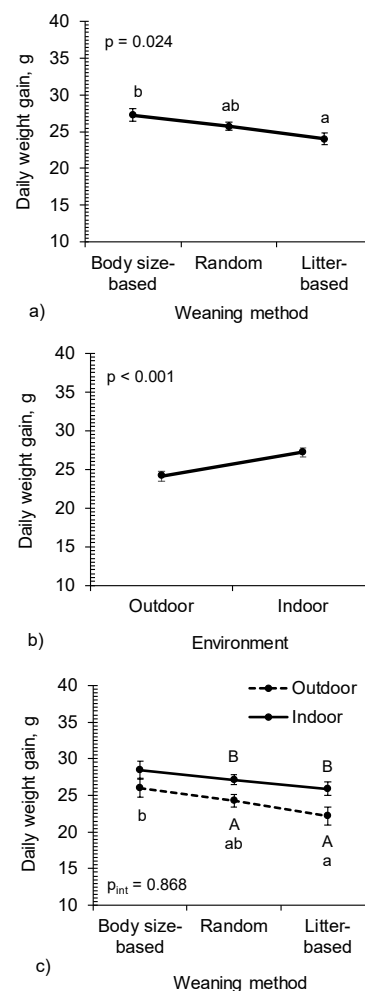 40
p = 0.024
35
b
ab
30
a
25
20
15
10
Daily weight gain, g
Body size-
based
Random
Litter-
based
a)
Weaning method
40
p < 0.001
35
30
25
20
15
10
Daily weight gain, g
Outdoor
Indoor
b)
Environment
40
Outdoor
35
Indoor
30
B
B
25
b
A
ab
A
a
20
15
10
Daily weight gain, g
pint = 0.868
Body size-
based
Random
Litter-
based
c)
Weaning method